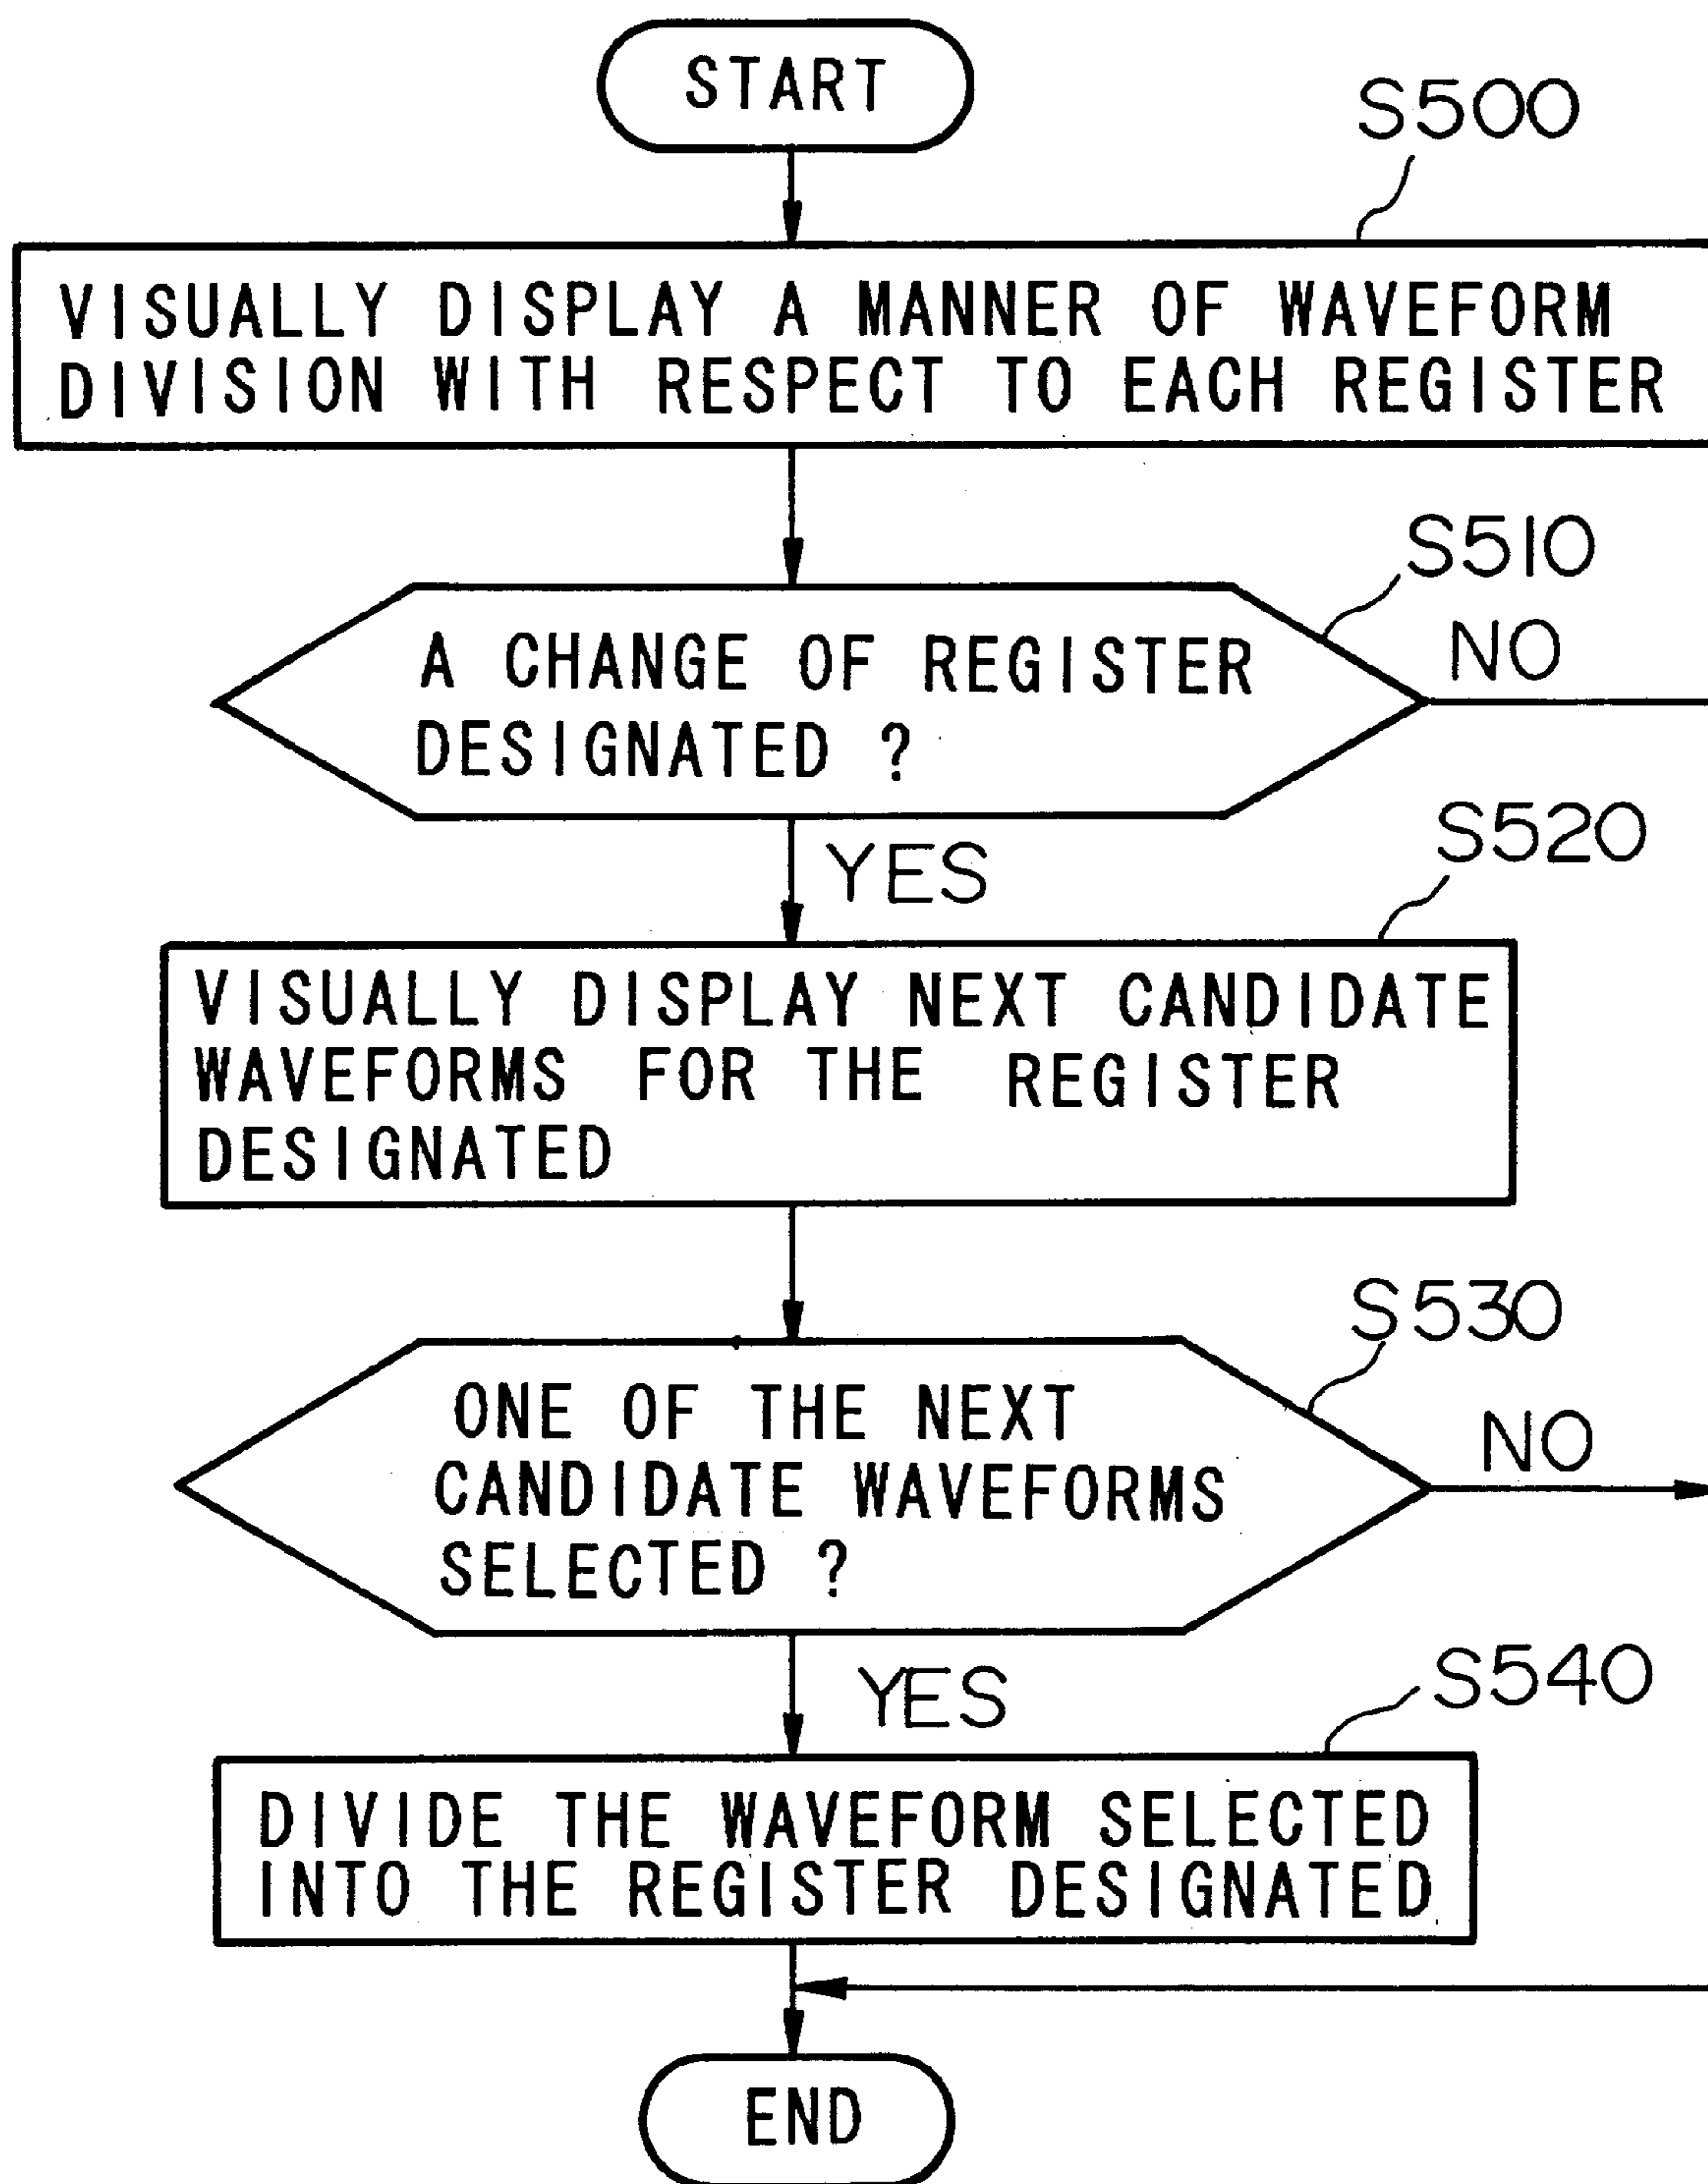 START
S500
VISUALLY DISPLAY A MANNER OF WAVEFORM
DIVISION WITH RESPECT TO EACH REGISTER
S510
A CHANGE OF REGISTER
DESIGNATED ?
NO
YES
S520
VISUALLY DISPLAY NEXT CANDIDATE
WAVEFORMS FOR THE REGISTER
DESIGNATED
S530
ONE OF THE NEXT
CANDIDATE WAVEFORMS
SELECTED ?
NO
YES
S540
DIVIDE THE WAVEFORM SELECTED
INTO THE REGISTER DESIGNATED
END